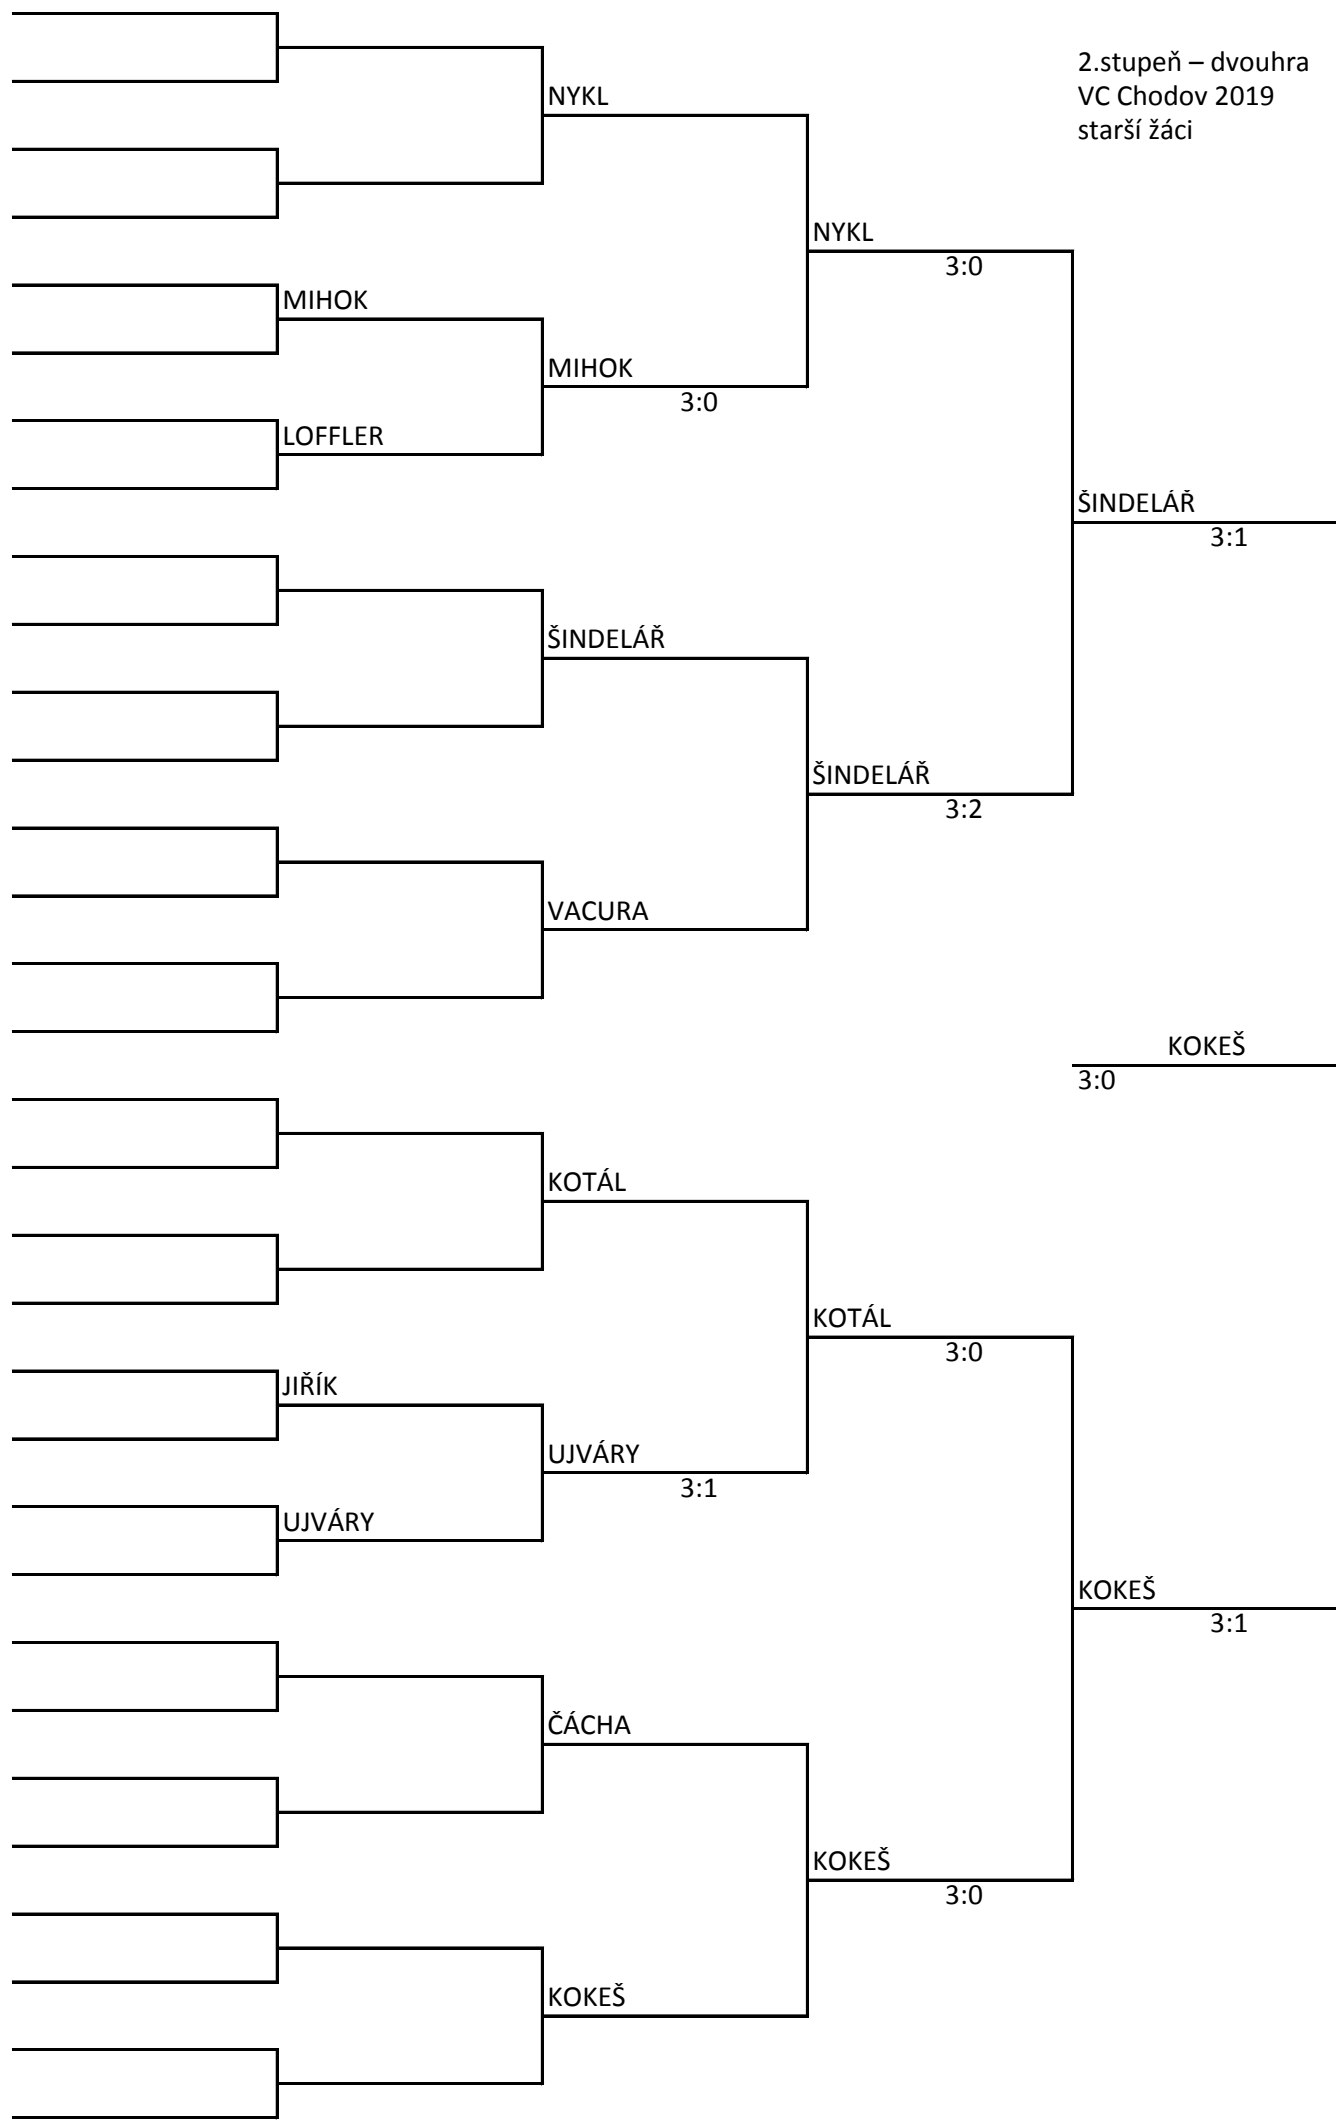 2.stupeň – dvouhra
VC Chodov 2019
starší žáci
NYKL
NYKL
3:0
MIHOK
MIHOK
3:0
LOFFLER
ŠINDELÁŘ
3:1
ŠINDELÁŘ
ŠINDELÁŘ
3:2
VACURA
KOKEŠ
3:0
KOTÁL
KOTÁL
3:0
JIŘÍK
UJVÁRY
3:1
UJVÁRY
KOKEŠ
3:1
ČÁCHA
KOKEŠ
3:0
KOKEŠ